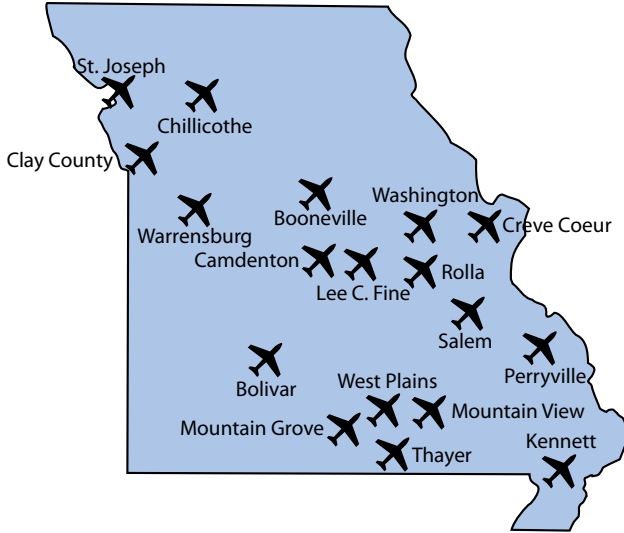 St. Joseph
Chillicothe
Clay County
Washington
Booneville
Creve Coeur
Warrensburg
Camdenton
Rolla
Lee C. Fine
Salem
Perryville
West Plains
Bolivar
Mountain View
Mountain Grove
Kennett
Thayer